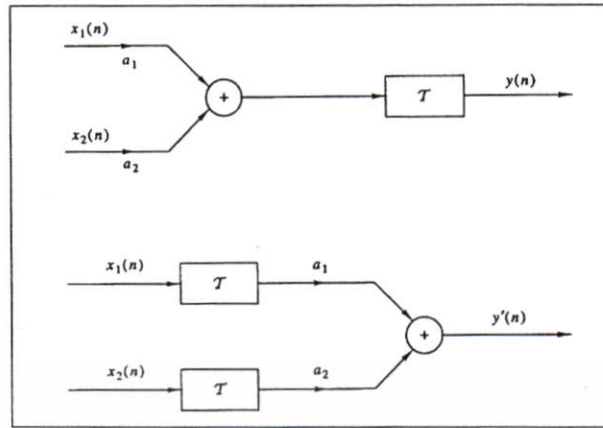 x₁(n)
a₁
+
𝒯
y(n)
x₂(n)
a₂
x₁(n)
𝒯
a₁
+
y′(n)
x₂(n)
𝒯
a₂